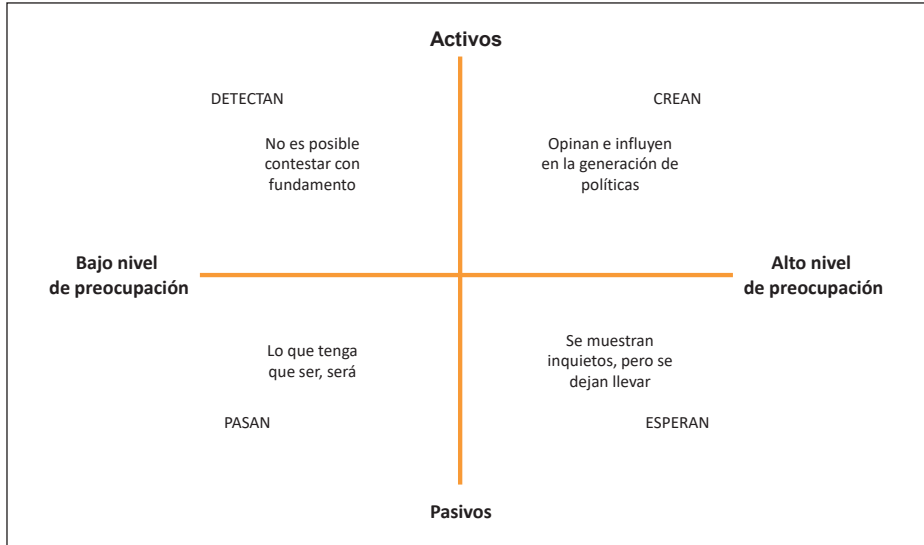 Activos
DETECTAN
CREAN
No es posible
contestar con
fundamento
Opinan e influyen
en la generación de
políticas
Bajo nivel
de preocupación
Alto nivel
de preocupación
Lo que tenga
que ser, será
Se muestran
inquietos, pero se
dejan llevar
PASAN
ESPERAN
Pasivos